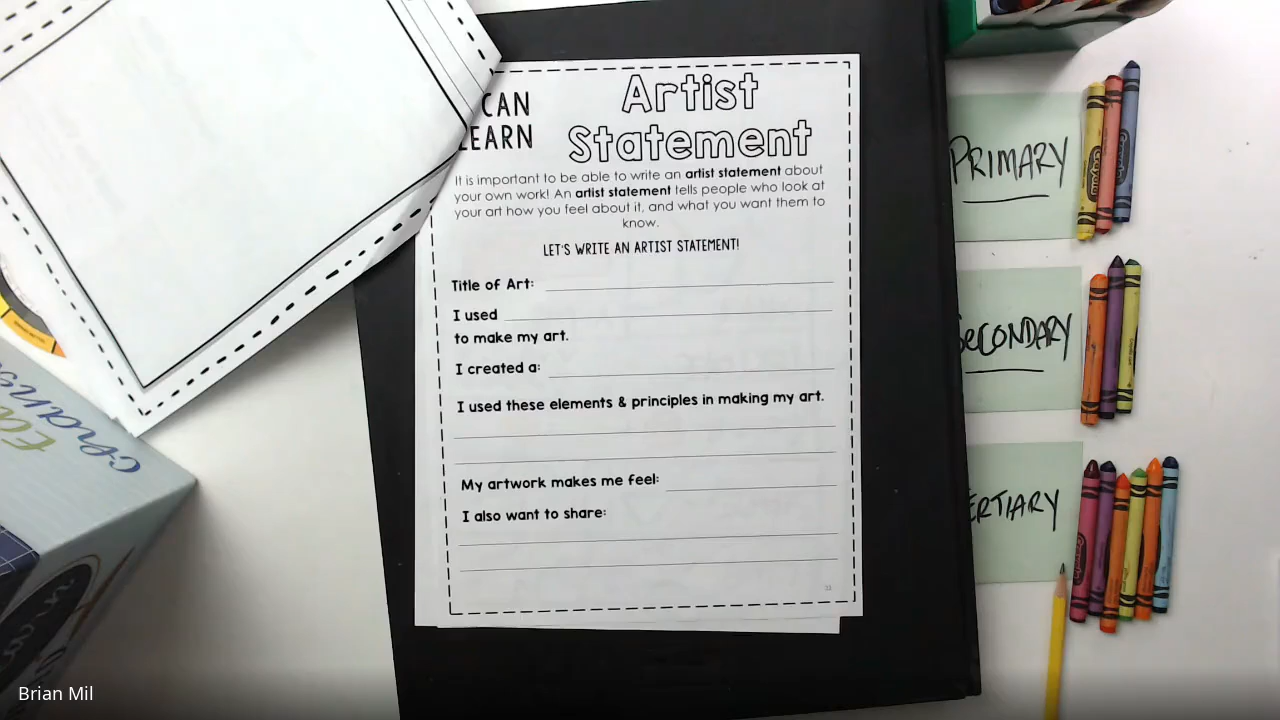 CAN
LEARN
Artist
Statement
It is important to be able to write an artist statement about
your own work! An artist statement tells people who look at
your art how you feel about it, and what you want them to
know.
LET'S WRITE AN ARTIST STATEMENT!
Title of Art:
I used
to make my art.
I created a:
I used these elements & principles in making my art.
My artwork makes me feel:
I also want to share:
33
PRIMARY
SECONDARY
ERTIARY
Crayola
Brian Mil